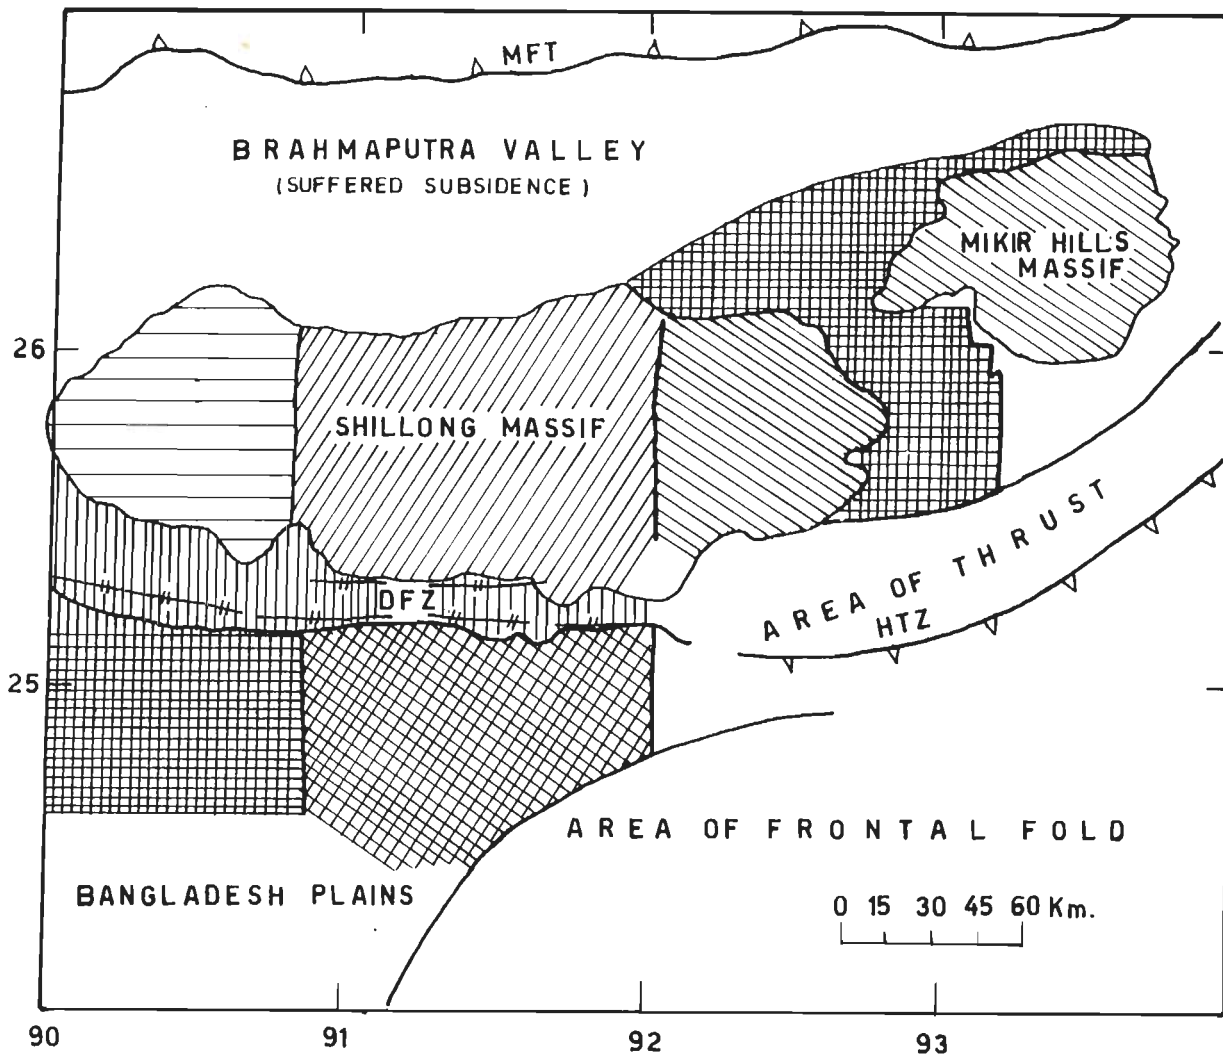 MFT
BRAHMAPUTRA VALLEY
(SUFFERED SUBSIDENCE)
MIKIR HILLS
MASSIF
26
SHILLONG MASSIF
AREA OF THRUST
DFZ
HTZ
25
AREA OF FRONTAL FOLD
BANGLADESH PLAINS
0 15 30 45 60 Km.
90 91 92 93